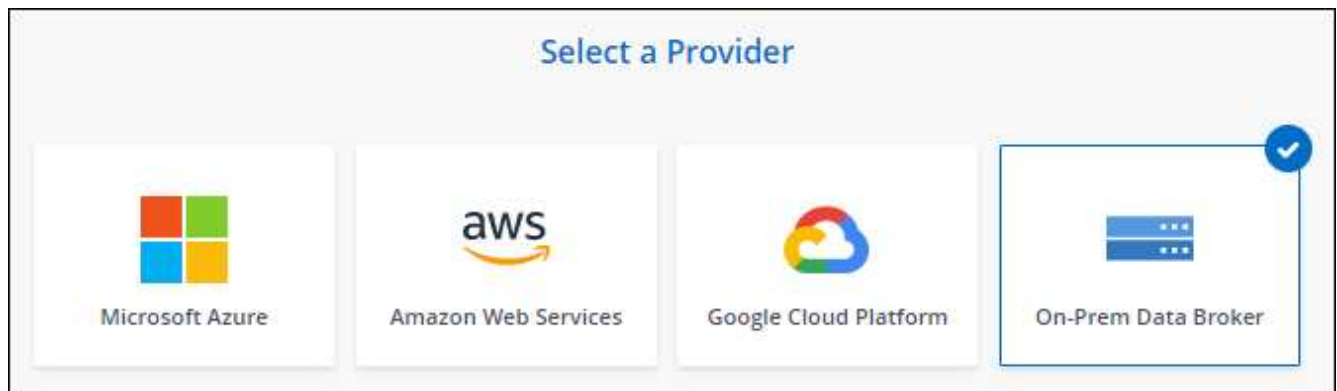 Select a Provider
aws
Microsoft Azure
Amazon Web Services
Google Cloud Platform
On-Prem Data Broker